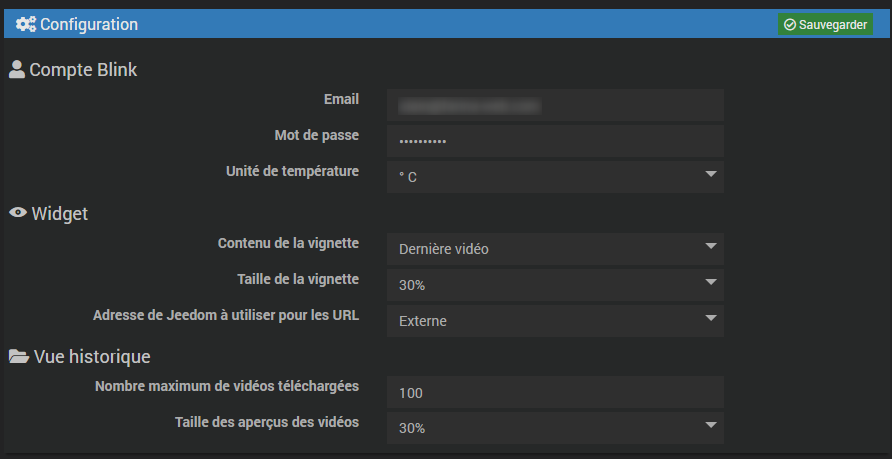 Configuration Sauvegarder
Compte Blink
Email
Mot de passe ••••••••••
Unité de température ° C
Widget
Contenu de la vignette Dernière vidéo
Taille de la vignette 30%
Adresse de Jeedom à utiliser pour les URL Externe
Vue historique
Nombre maximum de vidéos téléchargées 100
Taille des aperçus des vidéos 30%